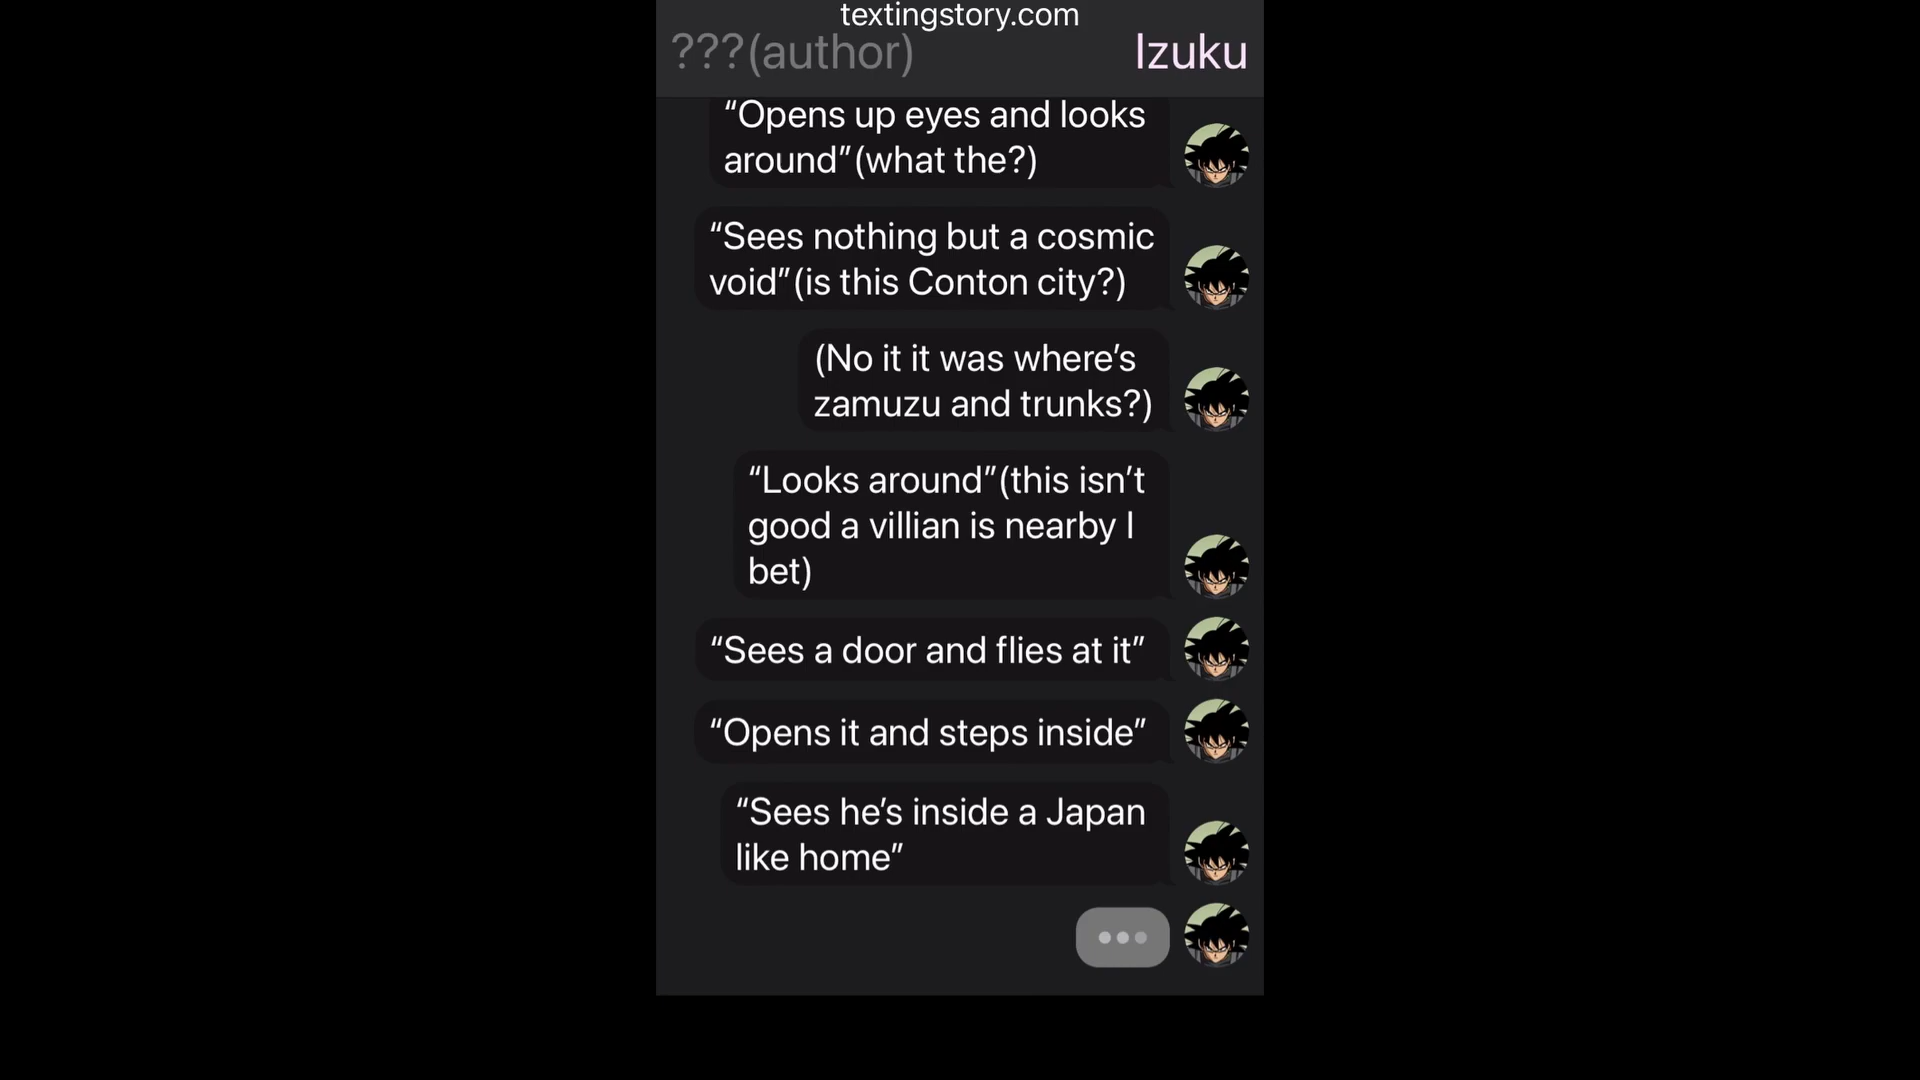 textingstory.com
???(author)
Izuku
“Opens up eyes and looks
around”(what the?)
“Sees nothing but a cosmic
void”(is this Conton city?)
(No it it was where’s
zamuzu and trunks?)
“Looks around”(this isn’t
good a villian is nearby I
bet)
“Sees a door and flies at it”
“Opens it and steps inside”
“Sees he’s inside a Japan
like home”